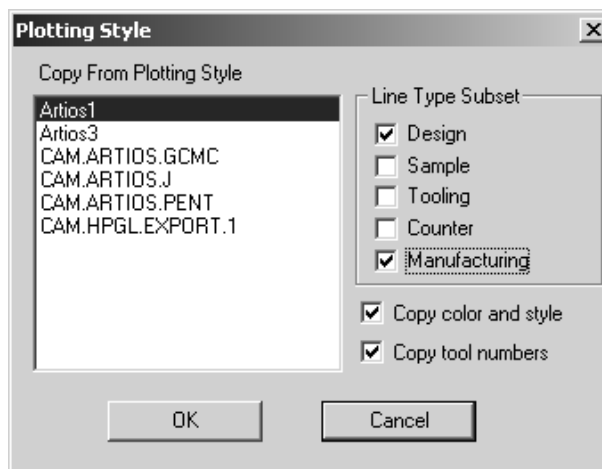 Plotting Style
Copy From Plotting Style
Artios1
Artios3
CAM.ARTIOS.GCMC
CAM.ARTIOS.J
CAM.ARTIOS.PENT
CAM.HPGL.EXPORT.1
Line Type Subset
Design
Sample
Tooling
Counter
Manufacturing
Copy color and style
Copy tool numbers
OK
Cancel